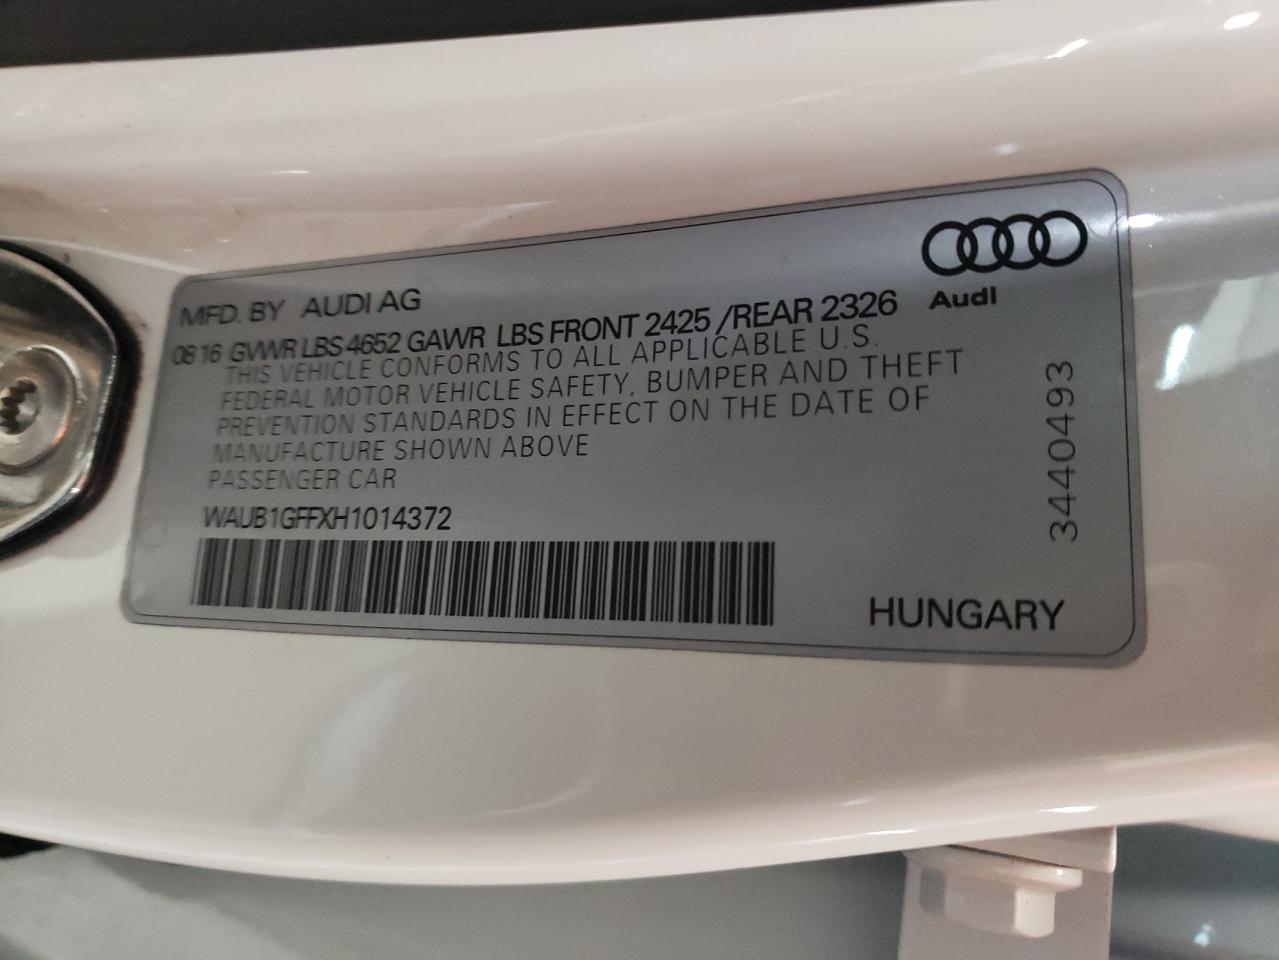 MFD. BY AUDI AG
08 16 GVWR LBS 4652 GAWR LBS FRONT 2425 /REAR 2326
THIS VEHICLE CONFORMS TO ALL APPLICABLE U.S.
FEDERAL MOTOR VEHICLE SAFETY, BUMPER AND THEFT
PREVENTION STANDARDS IN EFFECT ON THE DATE OF
MANUFACTURE SHOWN ABOVE
PASSENGER CAR
WAUB1GFFXH1014372
Audi
3440493
HUNGARY